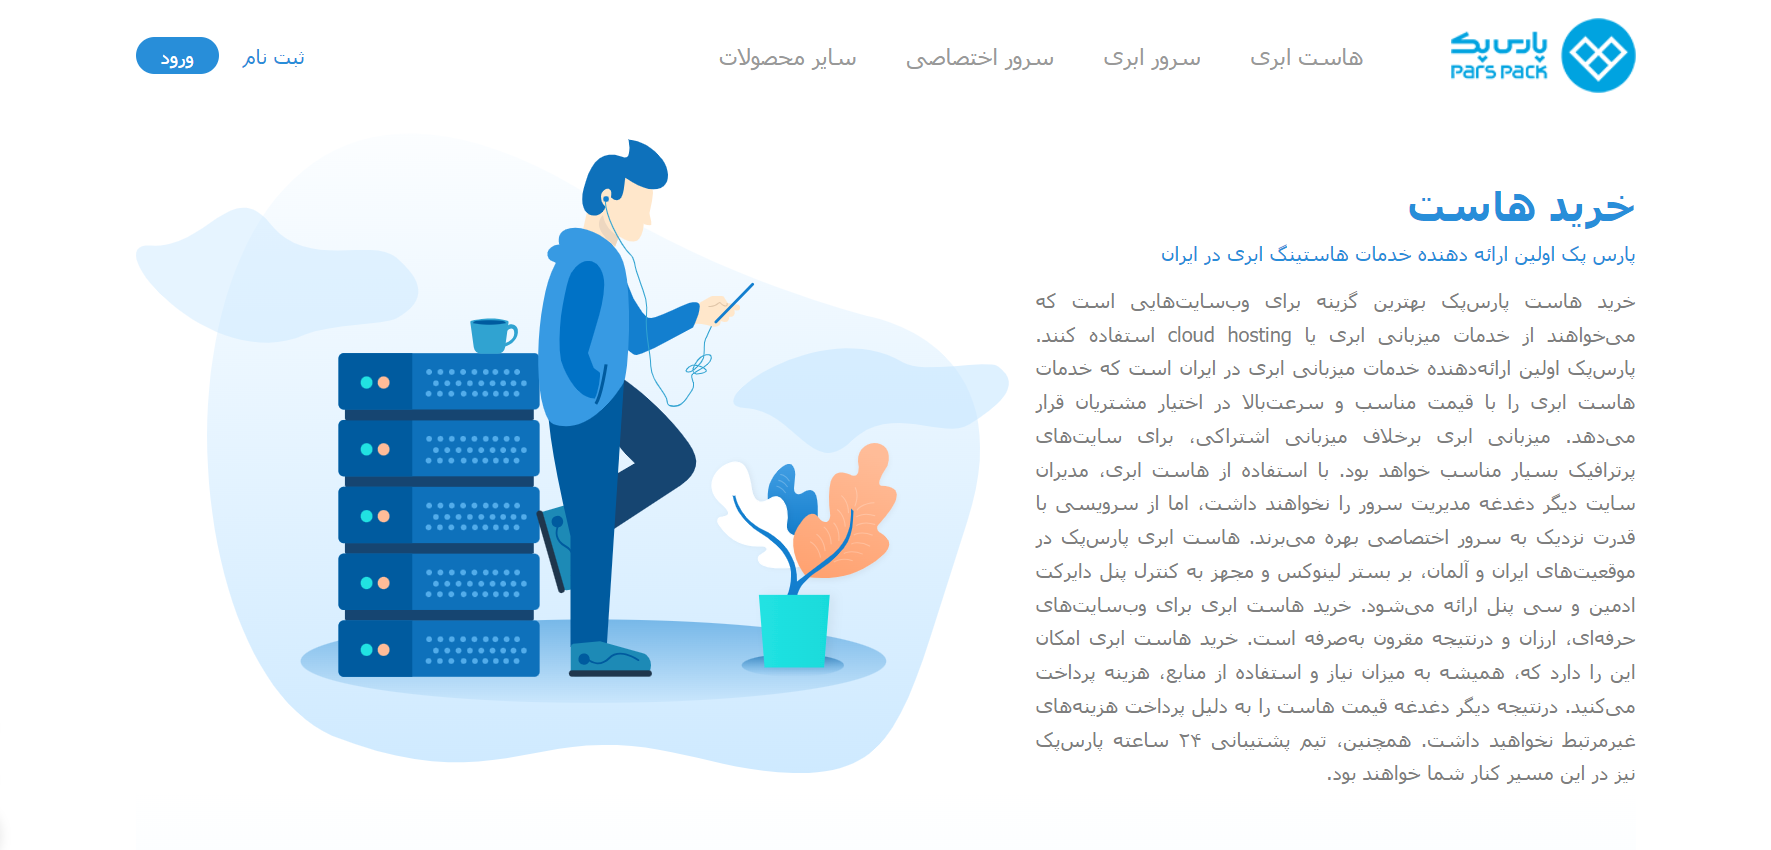 پارس پک
PARS PACK
هاست ابری
سرور ابری
سرور اختصاصی
سایر محصولات
ثبت نام
ورود
خرید هاست
پارس پک اولین ارائه دهنده خدمات هاستینگ ابری در ایران
خرید هاست پارس‌پک بهترین گزینه برای وب‌سایت‌هایی است که
می‌خواهند از خدمات میزبانی ابری یا cloud hosting استفاده کنند.
پارس‌پک اولین ارائه‌دهنده خدمات میزبانی ابری در ایران است که خدمات
هاست ابری را با قیمت مناسب و سرعت‌بالا در اختیار مشتریان قرار
می‌دهد. میزبانی ابری برخلاف میزبانی اشتراکی، برای سایت‌های
پرترافیک بسیار مناسب خواهد بود. با استفاده از هاست ابری، مدیران
سایت دیگر دغدغه مدیریت سرور را نخواهند داشت، اما از سرویسی با
قدرت نزدیک به سرور اختصاصی بهره می‌برند. هاست ابری پارس‌پک در
موقعیت‌های ایران و آلمان، بر بستر لینوکس و مجهز به کنترل پنل دایرکت
ادمین و سی پنل ارائه می‌شود. خرید هاست ابری برای وب‌سایت‌های
حرفه‌ای، ارزان و درنتیجه مقرون به‌صرفه است. خرید هاست ابری امکان
این را دارد که، همیشه به میزان نیاز و استفاده از منابع، هزینه پرداخت
می‌کنید. درنتیجه دیگر دغدغه قیمت هاست را به دلیل پرداخت هزینه‌های
غیرمرتبط نخواهید داشت. همچنین، تیم پشتیبانی ۲۴ ساعته پارس‌پک
نیز در این مسیر کنار شما خواهند بود.